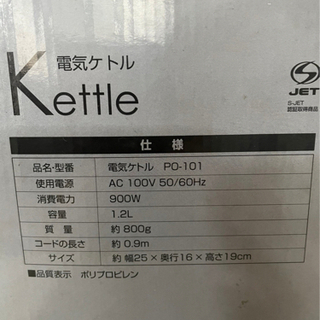 電気ケトル
Kettle
JET
S-JET
認証取得商品
仕 様
品名・型番 電気ケトル PO-101
使用電源 AC 100V 50/60Hz
消費電力 900W
容量 1.2L
質 量 約 800g
コードの長さ 約 0.9m
サイズ 約 幅25 × 奥行16 × 高さ19cm
■品質表示 ポリプロピレン